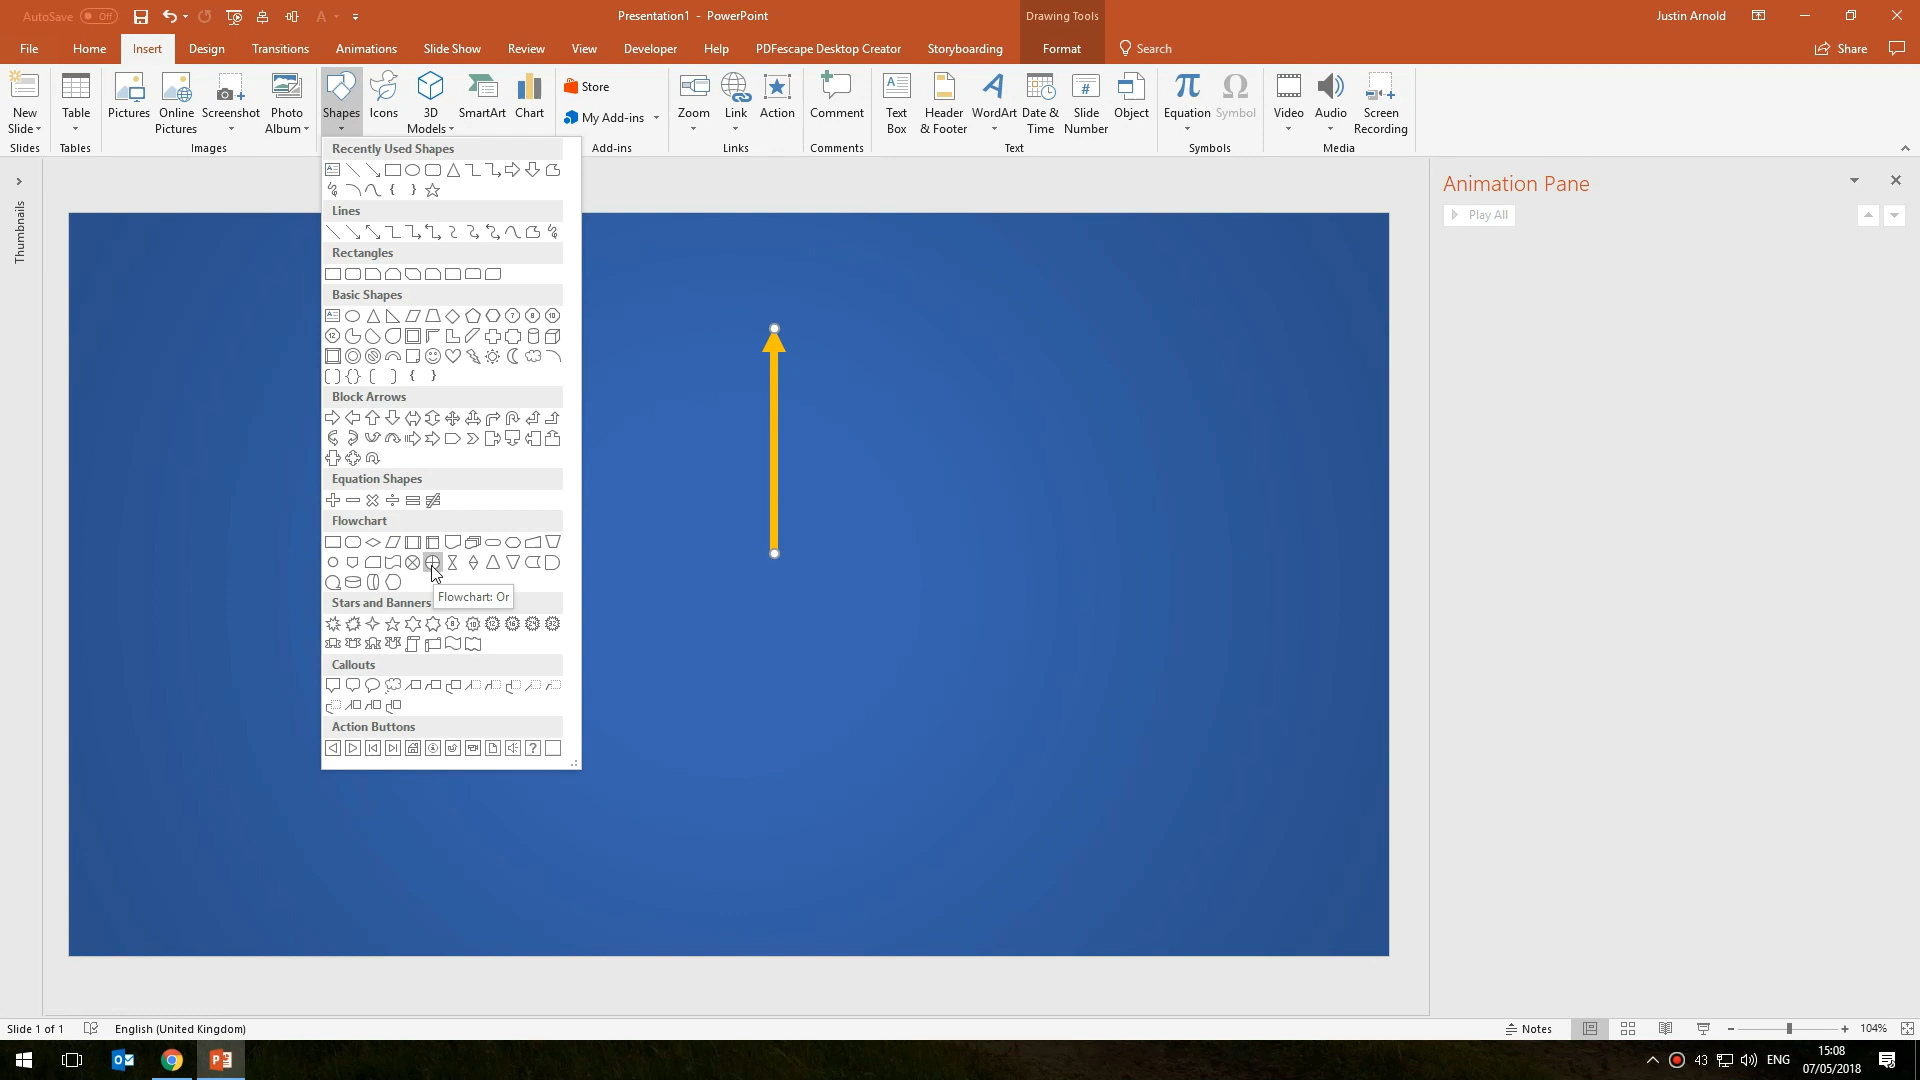 AutoSave Off
Presentation1 - PowerPoint
Drawing Tools
Justin Arnold
File Home Insert Design Transitions Animations Slide Show Review View Developer Help PDFescape Desktop Creator Storyboarding Format Search Share
New Slide
Table
Pictures
Online Pictures
Screenshot
Photo Album
Shapes
Icons
3D Models
SmartArt
Chart
Store
My Add-ins
Zoom
Link
Action
Comment
Text Box
Header & Footer
WordArt
Date & Time
Slide Number
Object
Equation
Symbol
Video
Audio
Screen Recording
Slides Tables Images Add-ins Links Comments Text Symbols Media
Thumbnails
Recently Used Shapes
Lines
Rectangles
Basic Shapes
Block Arrows
Equation Shapes
Flowchart
Flowchart: Or
Stars and Banners
Callouts
Action Buttons
Animation Pane
Play All
Slide 1 of 1
English (United Kingdom)
Notes
104%
43
ENG
15:08
07/05/2018